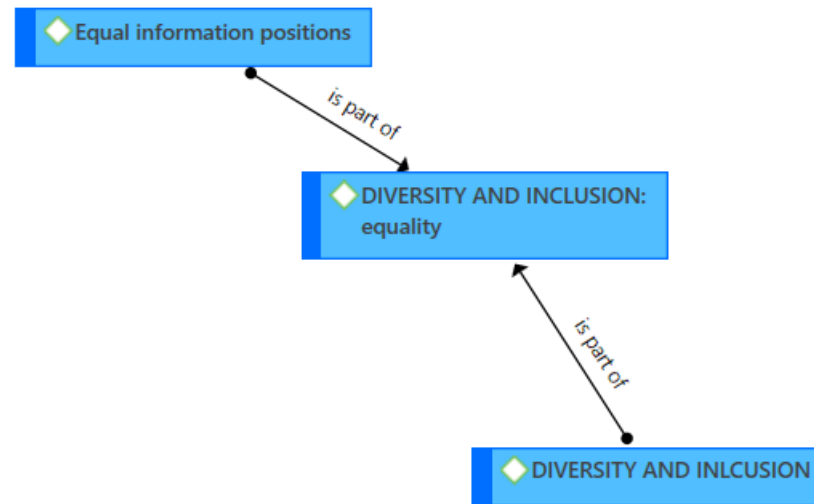 Equal information positions
is part of
DIVERSITY AND INCLUSION:
equality
is part of
DIVERSITY AND INLCUSION